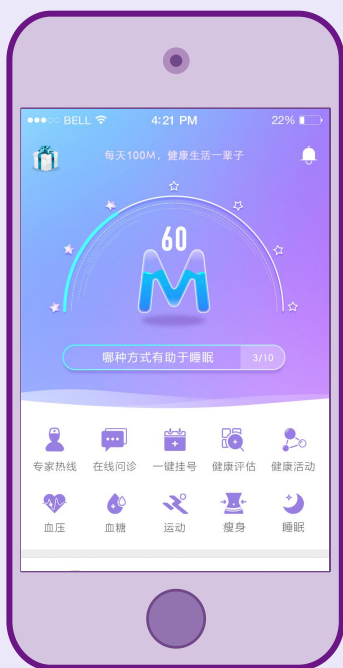 BELL 4:21 PM 22%
每天100M，健康生活一辈子
60
M
哪种方式有助于睡眠 3/10
专家热线 在线问诊 一键挂号 健康评估 健康活动
血压 血糖 运动 瘦身 睡眠